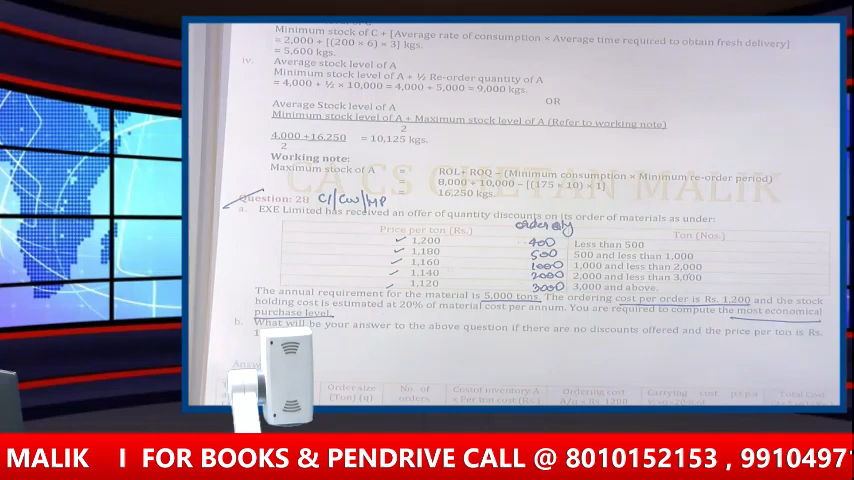 Minimum stock of C + [Average rate of consumption × Average time required to obtain fresh delivery]
= 2,000 + [(200 × 6) × 3] kgs.
= 5,600 kgs.
iv. Average stock level of A
Minimum stock level of A + ½ Re-order quantity of A
= 4,000 + ½ × 10,000 = 4,000 + 5,000 = 9,000 kgs.
OR
Average Stock level of A
Minimum stock level of A + Maximum stock level of A (Refer to working note)
2
4,000 +16,250 = 10,125 kgs.
2
Working note:
Maximum stock of A = ROL+ ROQ – (Minimum consumption × Minimum re-order period)
= 8,000 + 10,000 – [(175 × 10) × 1]
= 16,250 kgs.
CA CS CHETAN MALIK
Question: 28 C/CW/HP
a. EXE Limited has received an offer of quantity discounts on its order of materials as under:
order qty
Price per ton (Rs.) Ton (Nos.)
1,200 400 Less than 500
1,180 500 500 and less than 1,000
1,160 1000 1,000 and less than 2,000
1,140 2000 2,000 and less than 3,000
1,120 3000 3,000 and above.
The annual requirement for the material is 5,000 tons. The ordering cost per order is Rs. 1,200 and the stock
holding cost is estimated at 20% of material cost per annum. You are required to compute the most economical
purchase level.
b. What will be your answer to the above question if there are no discounts offered and the price per ton is Rs.
Order size No. of Cost of inventory A Ordering cost Carrying cost p.u.p.a Total Cost
(Ton) (q) orders × Per ton cost (Rs.) A/q × Rs. 1200
MALIK I FOR BOOKS & PENDRIVE CALL @ 8010152153 , 9910497